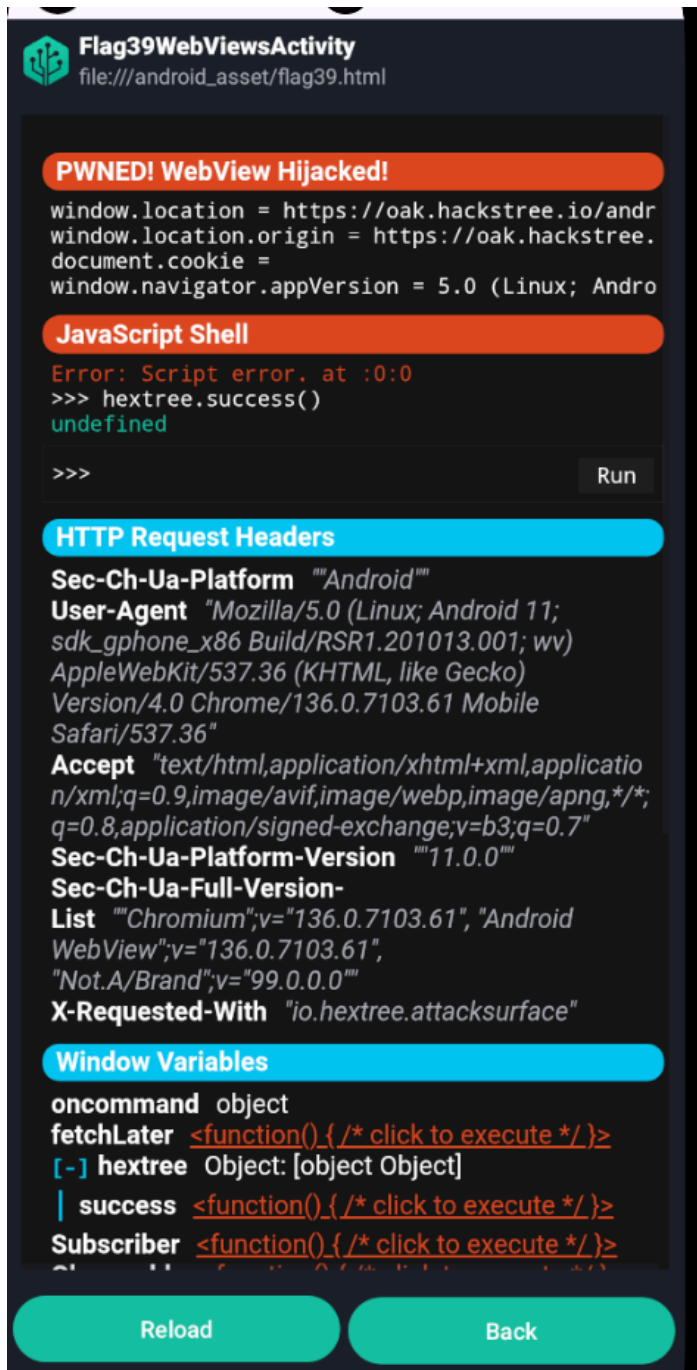 Flag39WebViewsActivity
file:///android_asset/flag39.html
PWNED! WebView Hijacked!
window.location = https://oak.hackstree.io/andr
window.location.origin = https://oak.hackstree.
document.cookie =
window.navigator.appVersion = 5.0 (Linux; Andro
JavaScript Shell
Error: Script error. at :0:0
>>> hextree.success()
undefined
>>>
Run
HTTP Request Headers
Sec-Ch-Ua-Platform ""Android""
User-Agent "Mozilla/5.0 (Linux; Android 11;
sdk_gphone_x86 Build/RSR1.201013.001; wv)
AppleWebKit/537.36 (KHTML, like Gecko)
Version/4.0 Chrome/136.0.7103.61 Mobile
Safari/537.36"
Accept "text/html,application/xhtml+xml,applicatio
n/xml;q=0.9,image/avif,image/webp,image/apng,*/*;
q=0.8,application/signed-exchange;v=b3;q=0.7"
Sec-Ch-Ua-Platform-Version ""11.0.0""
Sec-Ch-Ua-Full-Version-
List ""Chromium";v="136.0.7103.61", "Android
WebView";v="136.0.7103.61",
"Not.A/Brand";v="99.0.0.0""
X-Requested-With "io.hextree.attacksurface"
Window Variables
oncommand object
fetchLater <function() { /* click to execute */ }>
[-] hextree Object: [object Object]
success <function() { /* click to execute */ }>
Subscriber <function() { /* click to execute */ }>
Reload
Back